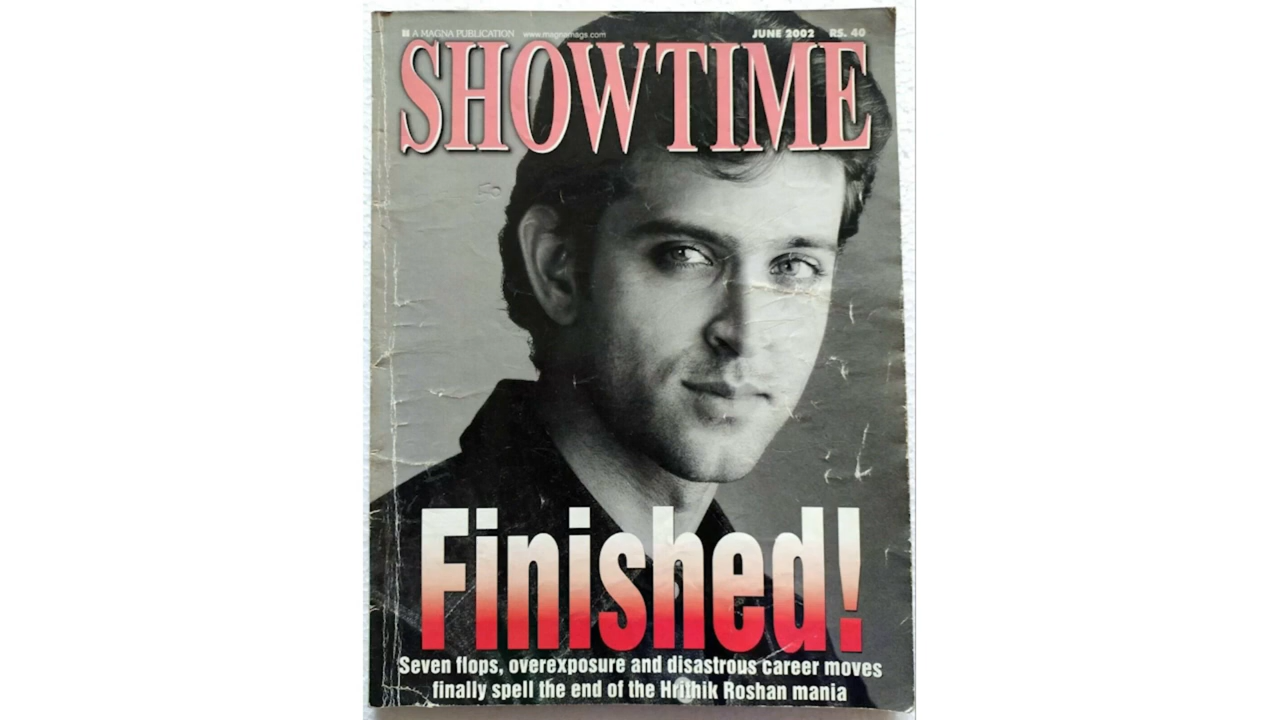 A MAGNA PUBLICATION www.magnamags.com JUNE 2002 RS. 40
SHOWTIME
Finished!
Seven flops, overexposure and disastrous career moves
finally spell the end of the Hrithik Roshan mania